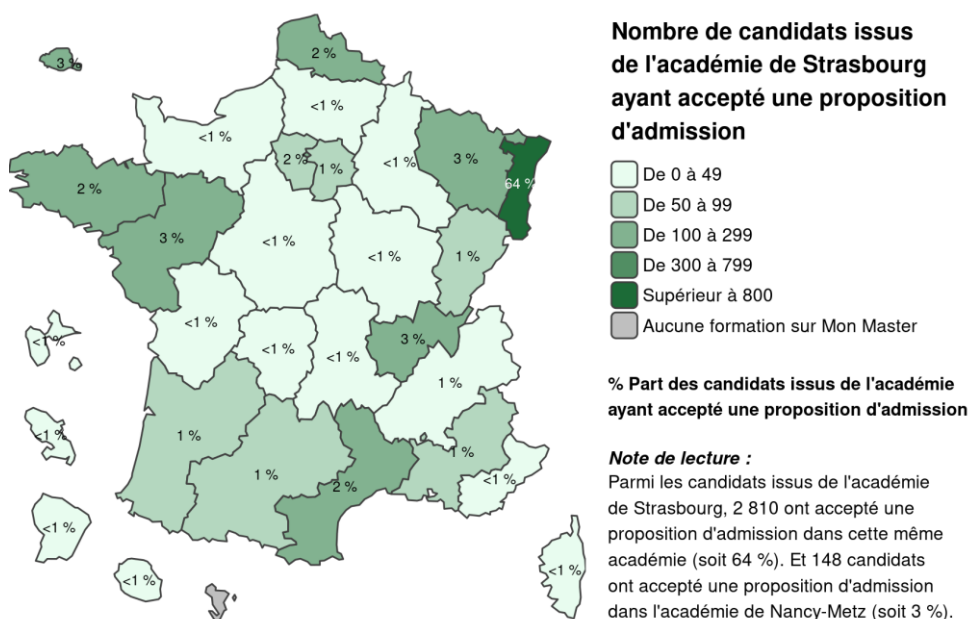 Nombre de candidats issus
de l'académie de Strasbourg
ayant accepté une proposition
d'admission
De 0 à 49
De 50 à 99
De 100 à 299
De 300 à 799
Supérieur à 800
Aucune formation sur Mon Master
% Part des candidats issus de l'académie
ayant accepté une proposition d'admission
Note de lecture :
Parmi les candidats issus de l'académie
de Strasbourg, 2 810 ont accepté une
proposition d'admission dans cette même
académie (soit 64 %). Et 148 candidats
ont accepté une proposition d'admission
dans l'académie de Nancy-Metz (soit 3 %).
2 %
3 %
<1 %
<1 %
2 %
1 %
<1 %
3 %
64 %
2 %
3 %
<1 %
<1 %
1 %
<1 %
<1 %
<1 %
3 %
1 %
<1 %
1 %
1 %
2 %
1 %
<1 %
<1 %
<1 %
<1 %
<1 %